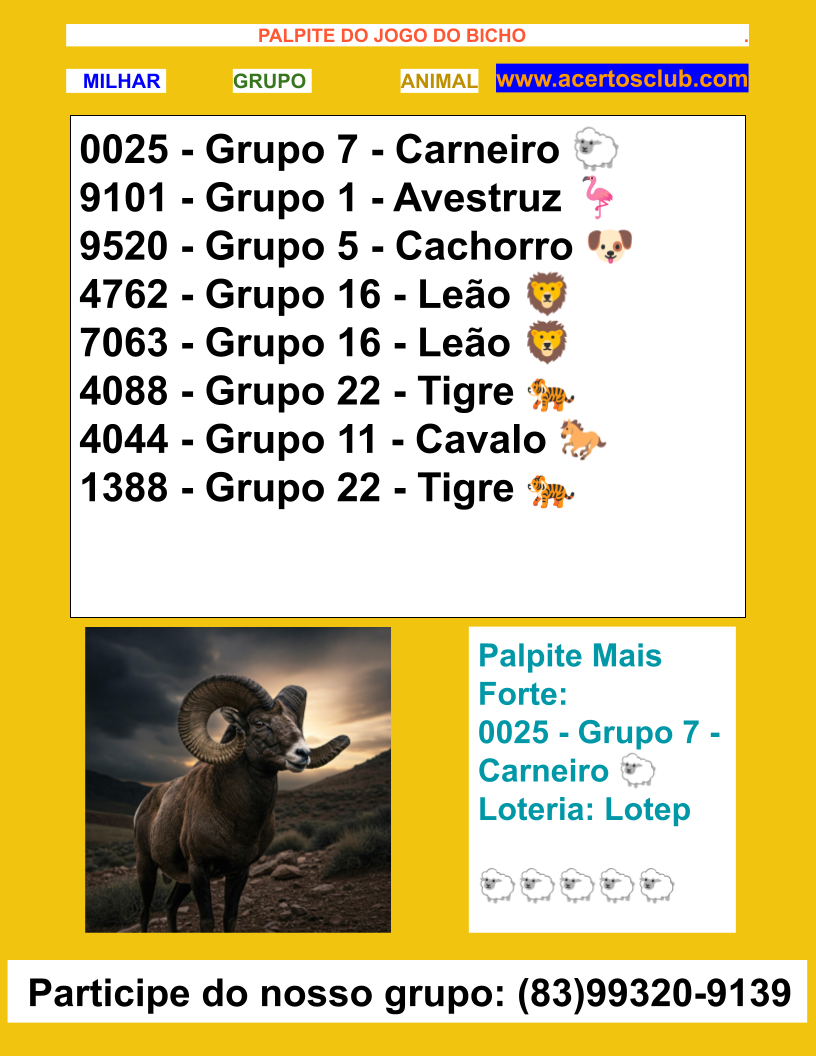 PALPITE DO JOGO DO BICHO .
MILHAR GRUPO ANIMAL www.acertosclub.com
0025 - Grupo 7 - Carneiro 🐑
9101 - Grupo 1 - Avestruz 🦩
9520 - Grupo 5 - Cachorro 🐶
4762 - Grupo 16 - Leão 🦁
7063 - Grupo 16 - Leão 🦁
4088 - Grupo 22 - Tigre 🐅
4044 - Grupo 11 - Cavalo 🐎
1388 - Grupo 22 - Tigre 🐅
Palpite Mais
Forte:
0025 - Grupo 7 -
Carneiro 🐑
Loteria: Lotep
🐑🐑🐑🐑🐑
Participe do nosso grupo: (83)99320-9139